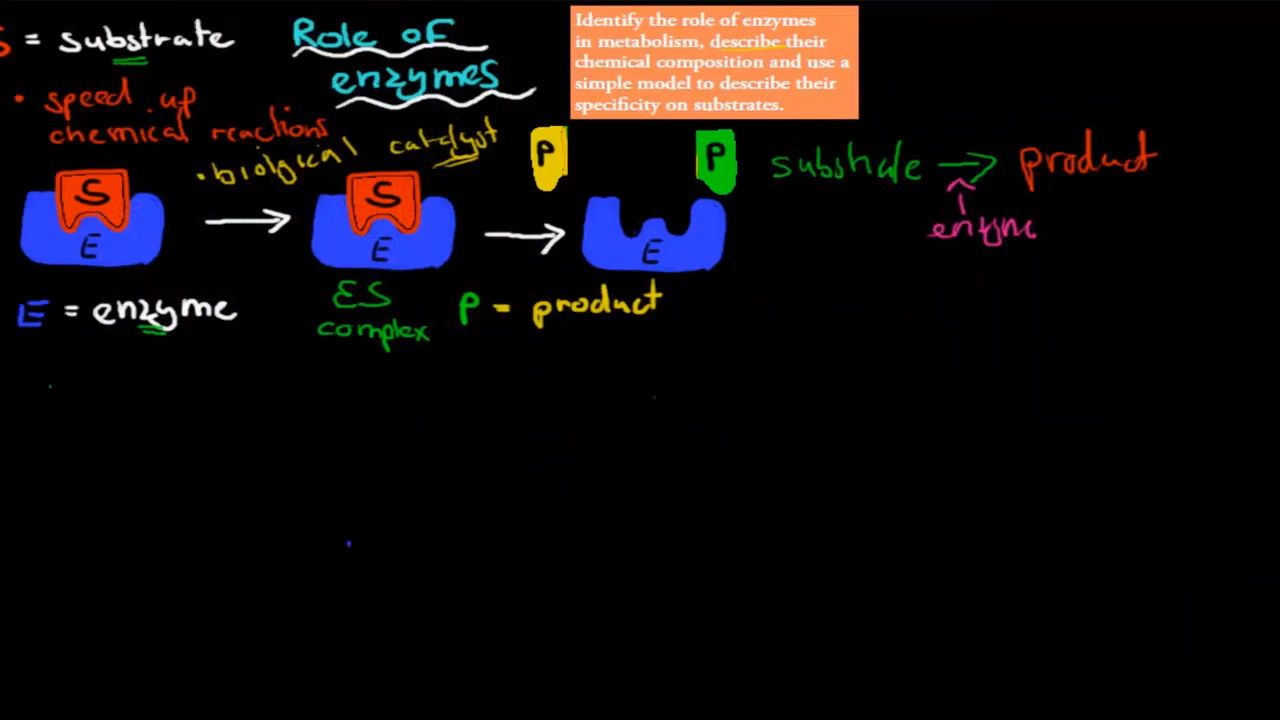 S = substrate
Role of
enzymes
Identify the role of enzymes
in metabolism, describe their
chemical composition and use a
simple model to describe their
specificity on substrates.
• speed up
chemical reactions
• biological catalyst
P
P
substrate → product
enzyme
S
E
S
E
E
E = enzyme
ES
complex
P = product